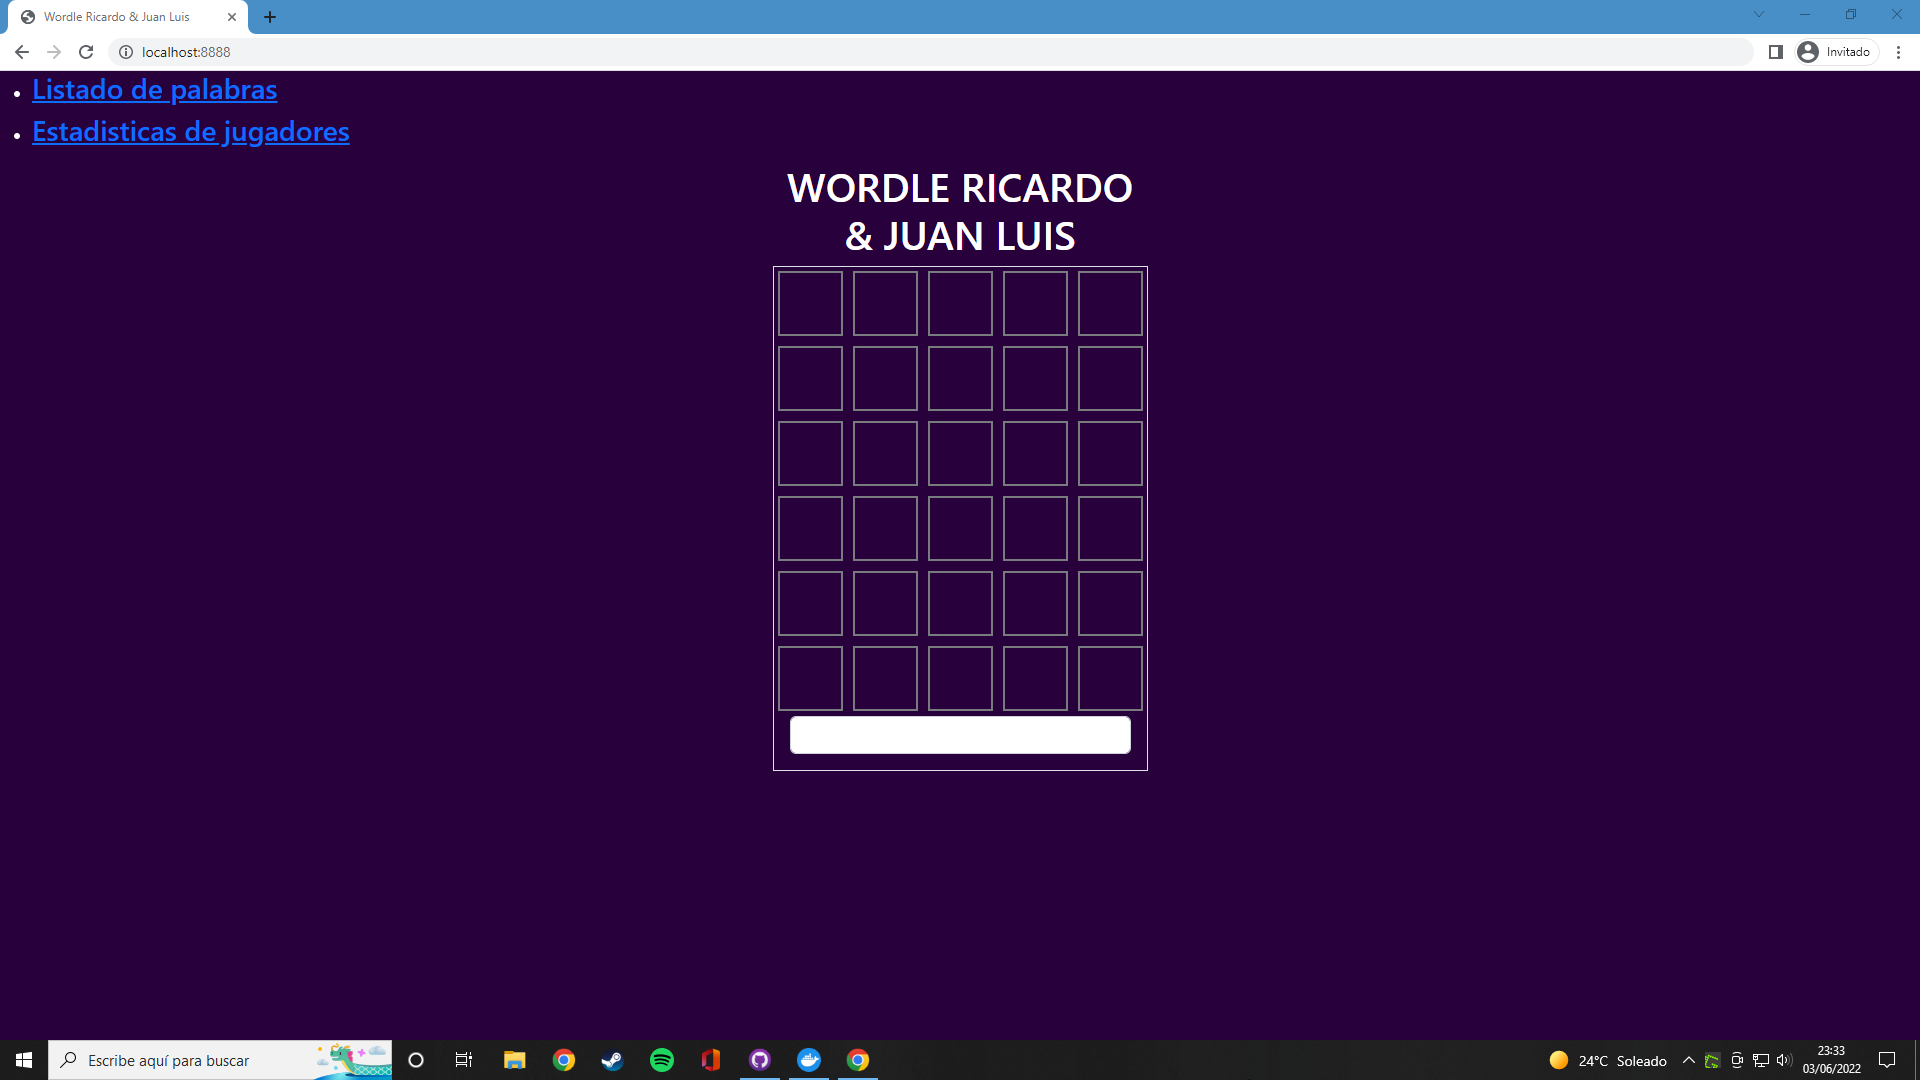 Wordle Ricardo & Juan Luis
localhost:8888
Invitado
Listado de palabras
Estadisticas de jugadores
WORDLE RICARDO
& JUAN LUIS
Escribe aquí para buscar
24°C Soleado
23:33
03/06/2022